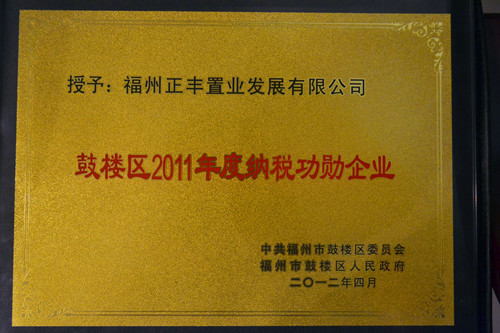 授予：福州正丰置业发展有限公司
鼓楼区2011年度纳税功勋企业
中共福州市鼓楼区委员会
福州市鼓楼区人民政府
二〇一二年四月